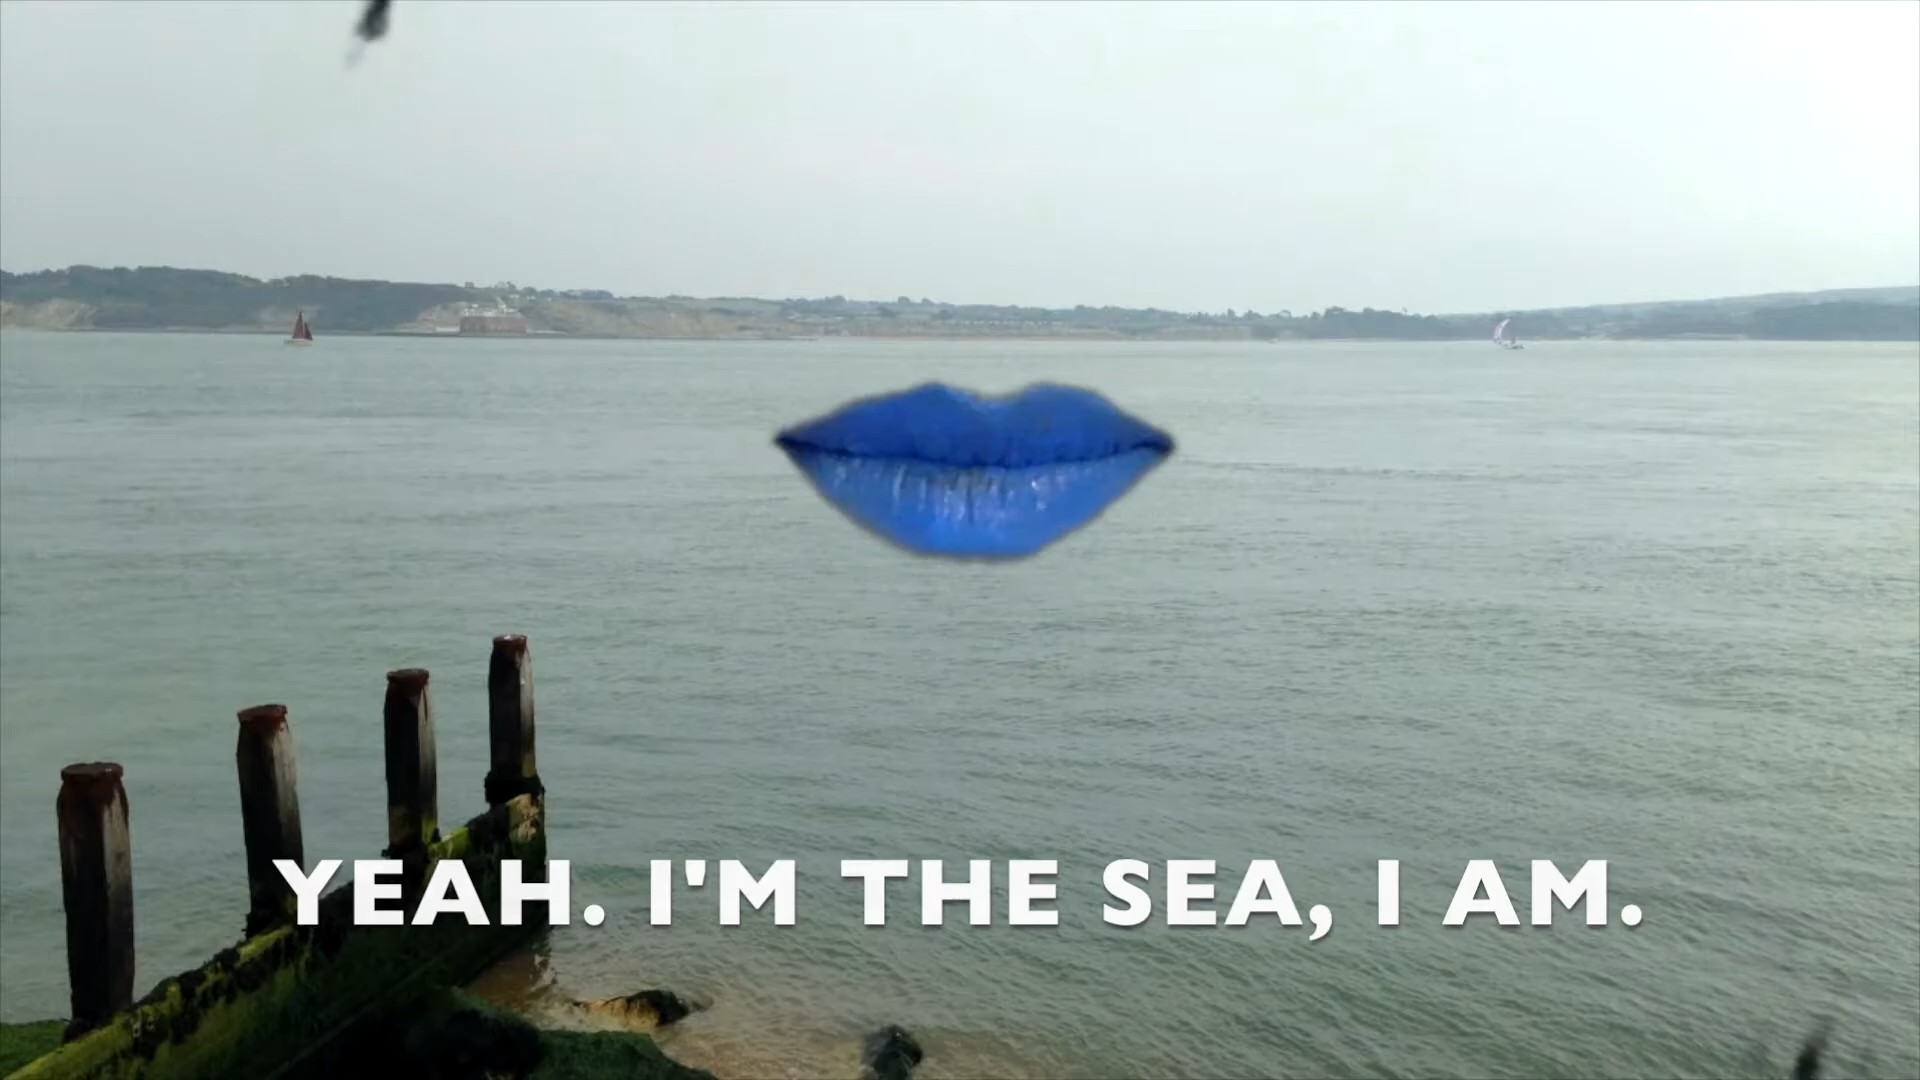 YEAH. I'M THE SEA, I AM.